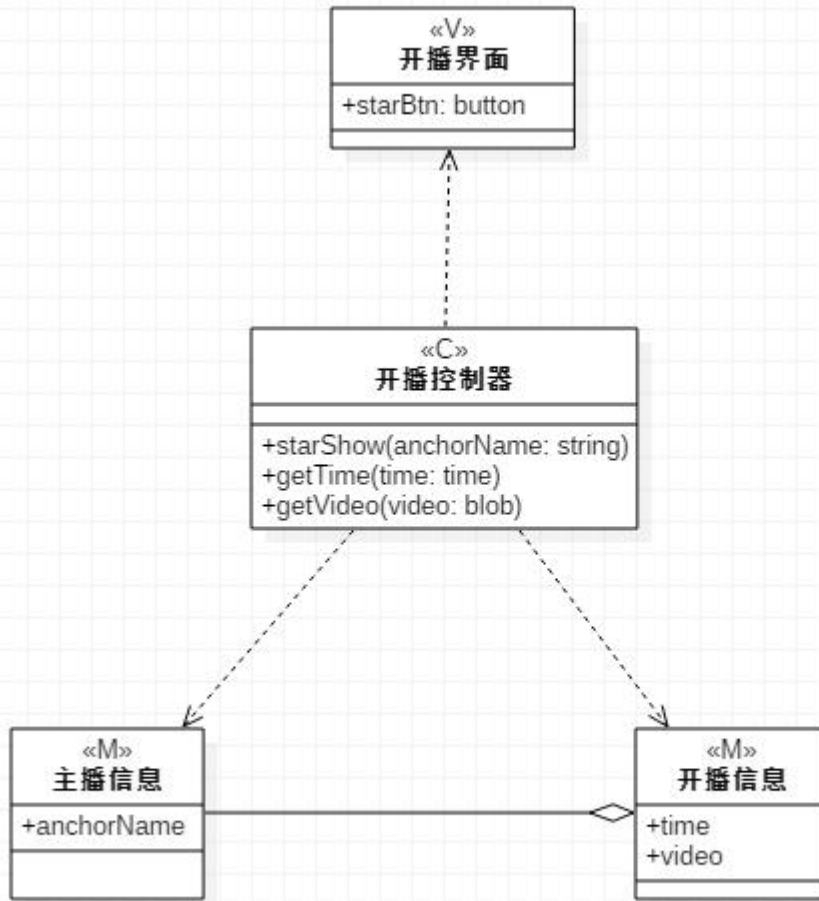 «V»
开播界面
+starBtn: button
«C»
开播控制器
+starShow(anchorName: string)
+getTime(time: time)
+getVideo(video: blob)
«M»
主播信息
+anchorName
«M»
开播信息
+time
+video